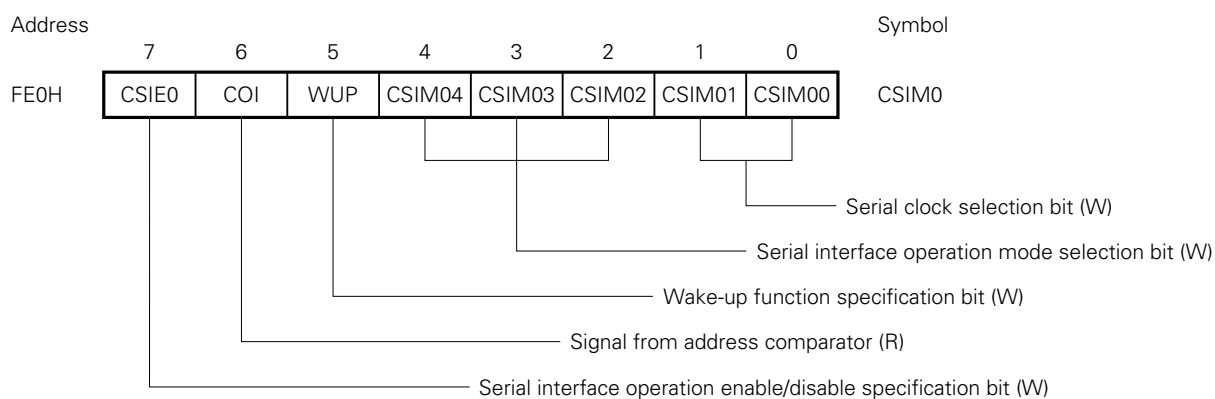 Address Symbol
7 6 5 4 3 2 1 0
FE0H CSIE0 COI WUP CSIM04 CSIM03 CSIM02 CSIM01 CSIM00 CSIM0
Serial clock selection bit (W)
Serial interface operation mode selection bit (W)
Wake-up function specification bit (W)
Signal from address comparator (R)
Serial interface operation enable/disable specification bit (W)